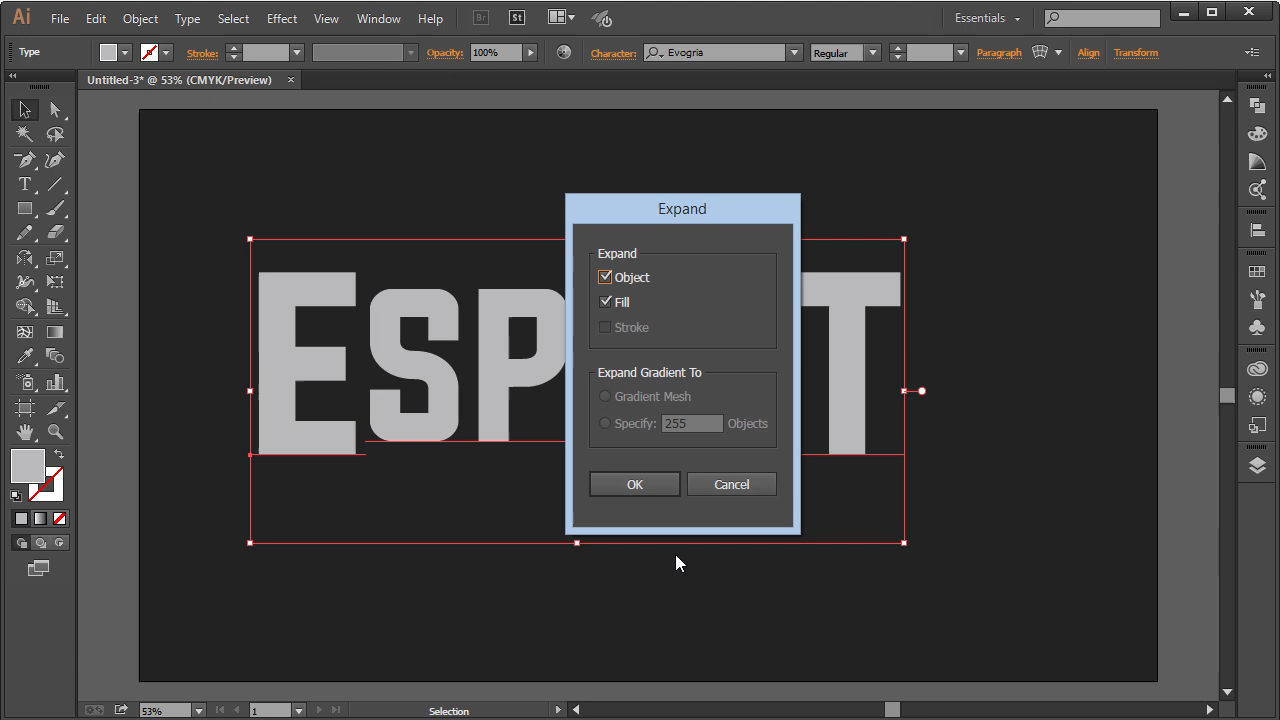 Ai File Edit Object Type Select Effect View Window Help Br St Essentials
Type Stroke: Opacity: 100% Character: Evogria Regular Paragraph Align Transform
Untitled-3* @ 53% (CMYK/Preview)
Expand
Expand
Object
Fill
Stroke
Expand Gradient To
Gradient Mesh
Specify: 255 Objects
OK Cancel
ESP T
53% 1 Selection